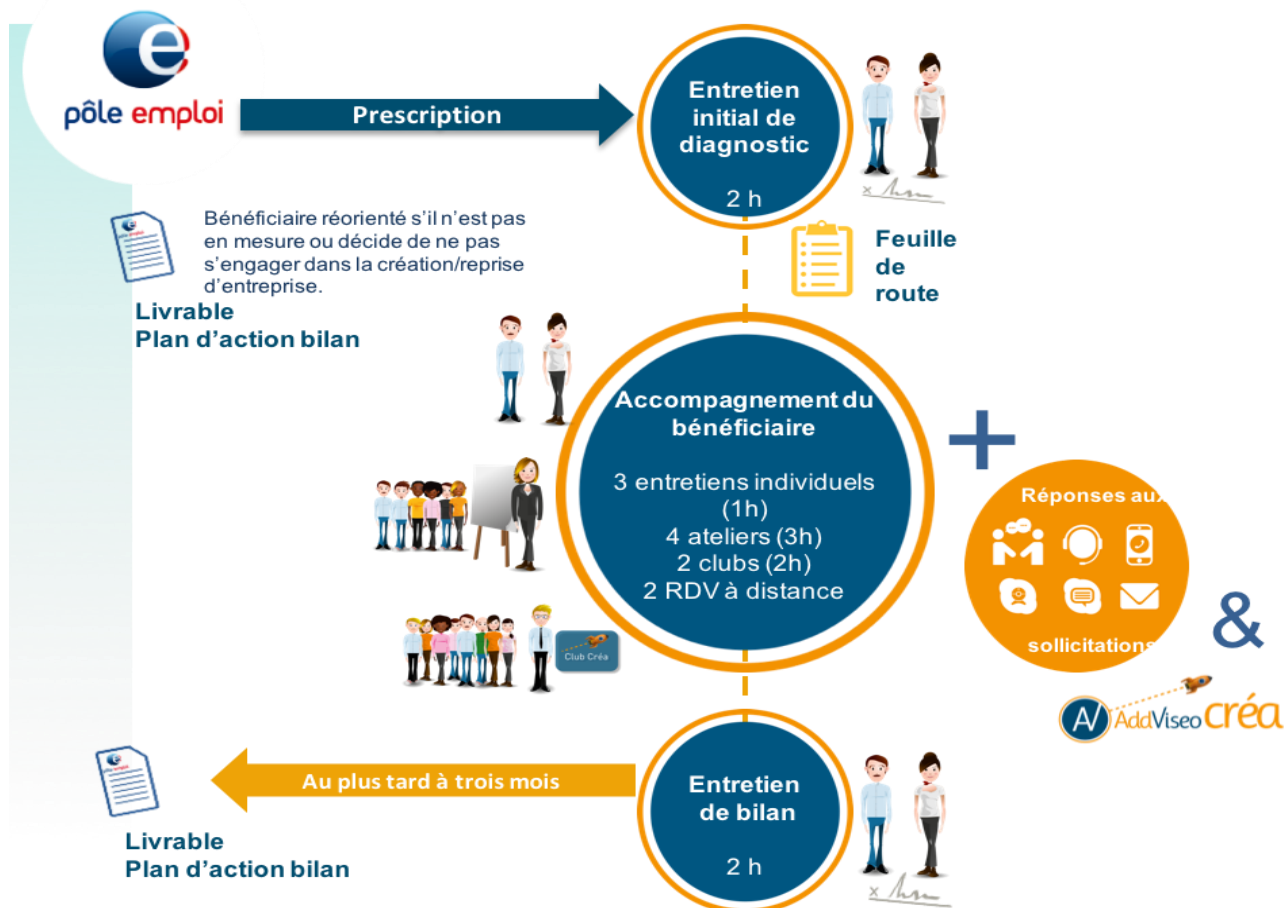 pôle emploi
Prescription
Entretien
initial de
diagnostic
2 h
Bénéficiaire réorienté s'il n'est pas
en mesure ou décide de ne pas
s'engager dans la création/reprise
d'entreprise.
Livrable
Plan d'action bilan
Feuille
de
route
Accompagnement du
bénéficiaire
3 entretiens individuels
(1h)
4 ateliers (3h)
2 clubs (2h)
2 RDV à distance
+
Réponses aux
sollicitations
&
Club Créa
AV AddViseo créa
Au plus tard à trois mois
Entretien
de bilan
2 h
Livrable
Plan d'action bilan